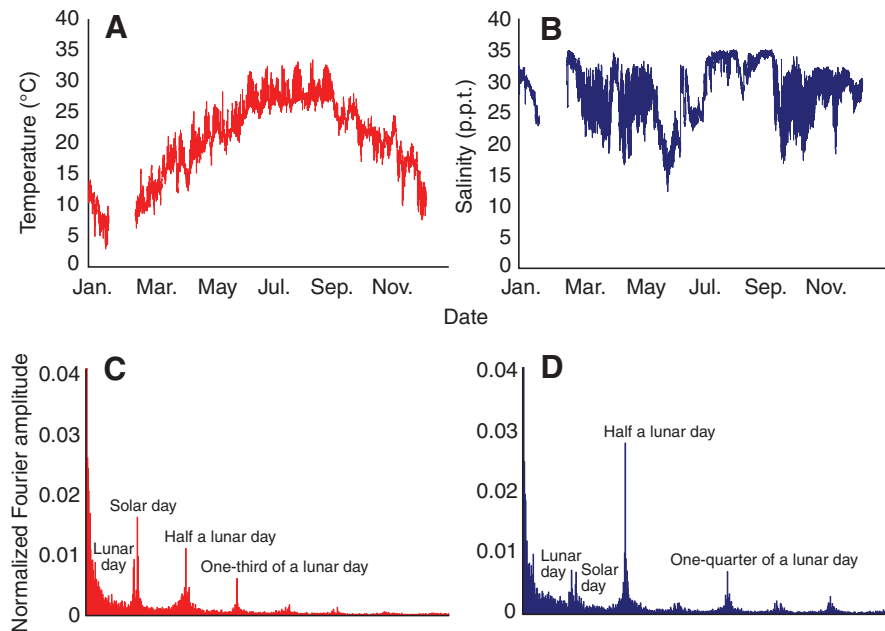 A
Temperature (°C)
40
35
30
25
20
15
10
5
0
Jan. Mar. May Jul. Sep. Nov.
B
Salinity (p.p.t.)
40
35
30
25
20
15
10
5
0
Jan. Mar. May Jul. Sep. Nov.
Date
C
Normalized Fourier amplitude
0.04
0.03
0.02
0.01
0
Solar day
Lunar
day
Half a lunar day
One-third of a lunar day
D
0.04
0.03
0.02
0.01
0
Half a lunar day
Lunar
day
Solar
day
One-quarter of a lunar day